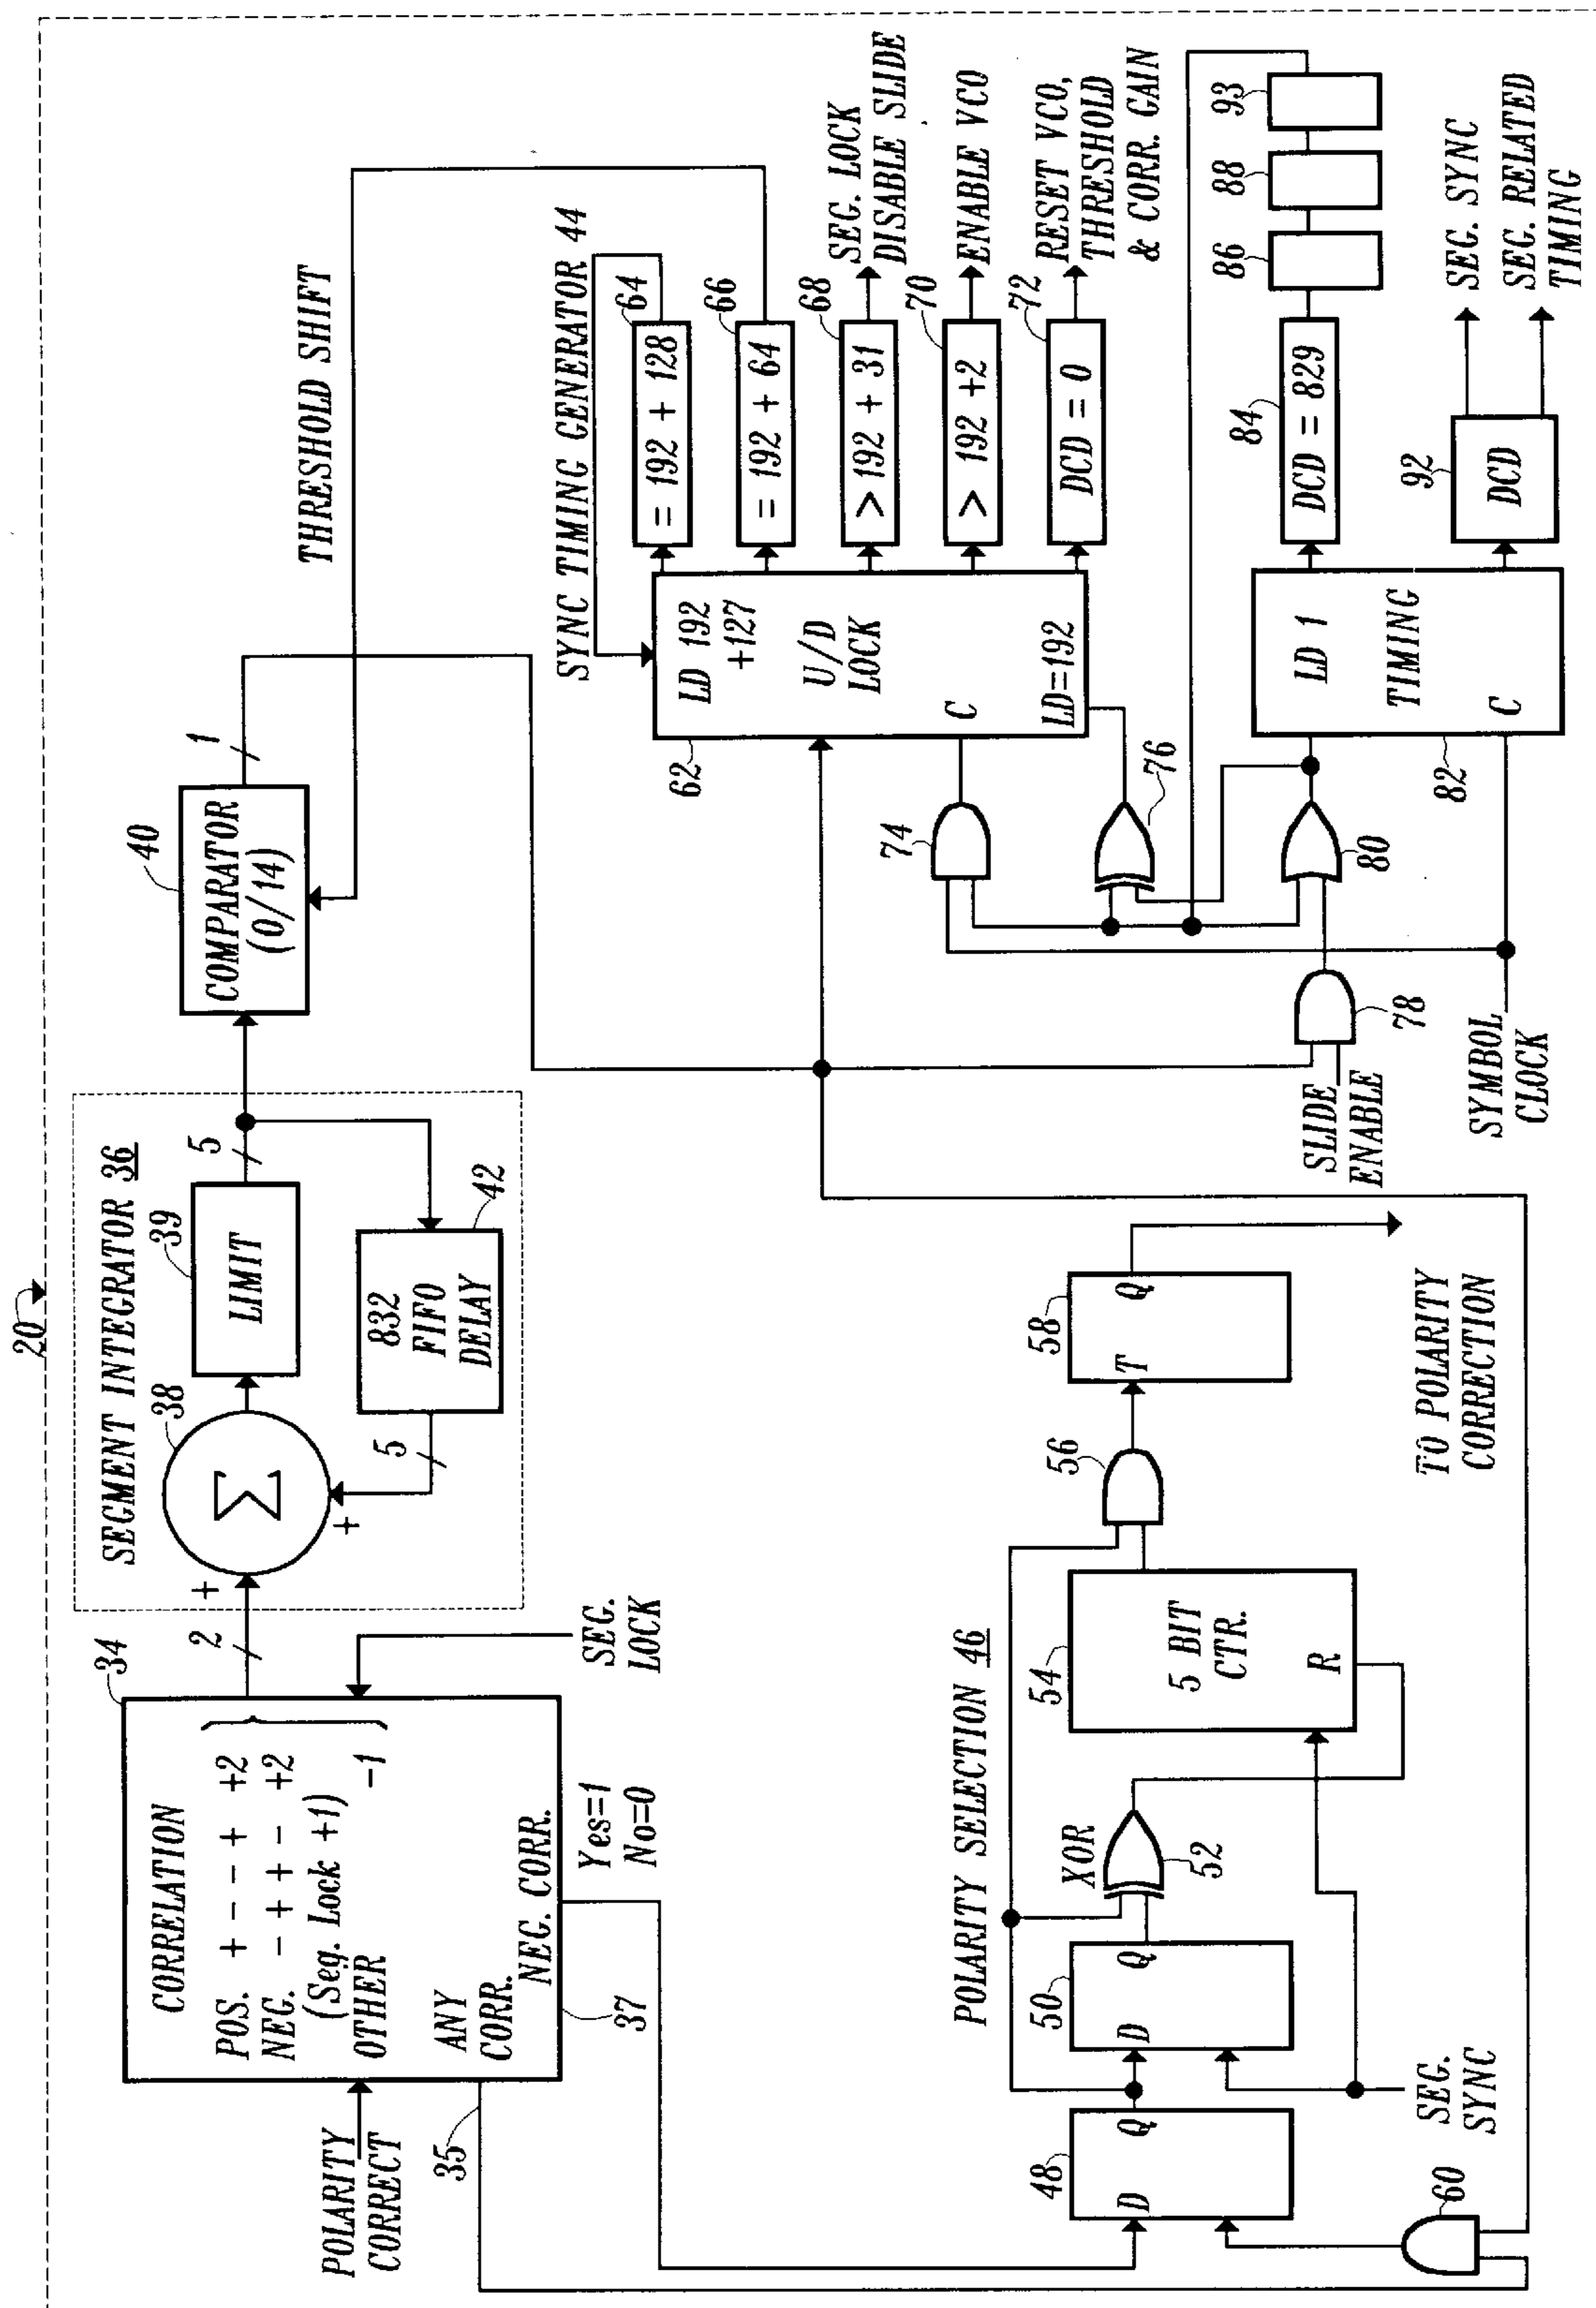 20
34
CORRELATION
POS. + - - + +2
NEG. - + + - +2
(Seg. Lock +1)
OTHER -1
ANY
CORR.
NEG. CORR.
POLARITY
CORRECT
35
37
Yes=1
No=0
SEG.
LOCK
2
SEGMENT INTEGRATOR 36
+
38
Σ
+
39
LIMIT
5
832
FIFO
DELAY
42
5
40
COMPARATOR
(0/14)
1
THRESHOLD SHIFT
SYNC TIMING GENERATOR 44
62
LD 192
+127
U/D
LOCK
C
LD=192
64
= 192 + 128
66
= 192 + 64
68
> 192 + 31
SEG. LOCK
DISABLE SLIDE
70
> 192 +2
ENABLE VCO
72
DCD = 0
RESET VCO,
THRESHOLD
& CORR. GAIN
74
76
78
80
SLIDE
ENABLE
SYMBOL
CLOCK
82
LD 1
TIMING
C
84
DCD = 829
86
88
93
92
DCD
SEG. SYNC
SEG. RELATED
TIMING
POLARITY SELECTION 46
48
D
Q
50
D
Q
XOR
52
54
5 BIT
CTR.
R
56
58
T
Q
TO POLARITY
CORRECTION
SEG.
SYNC
60